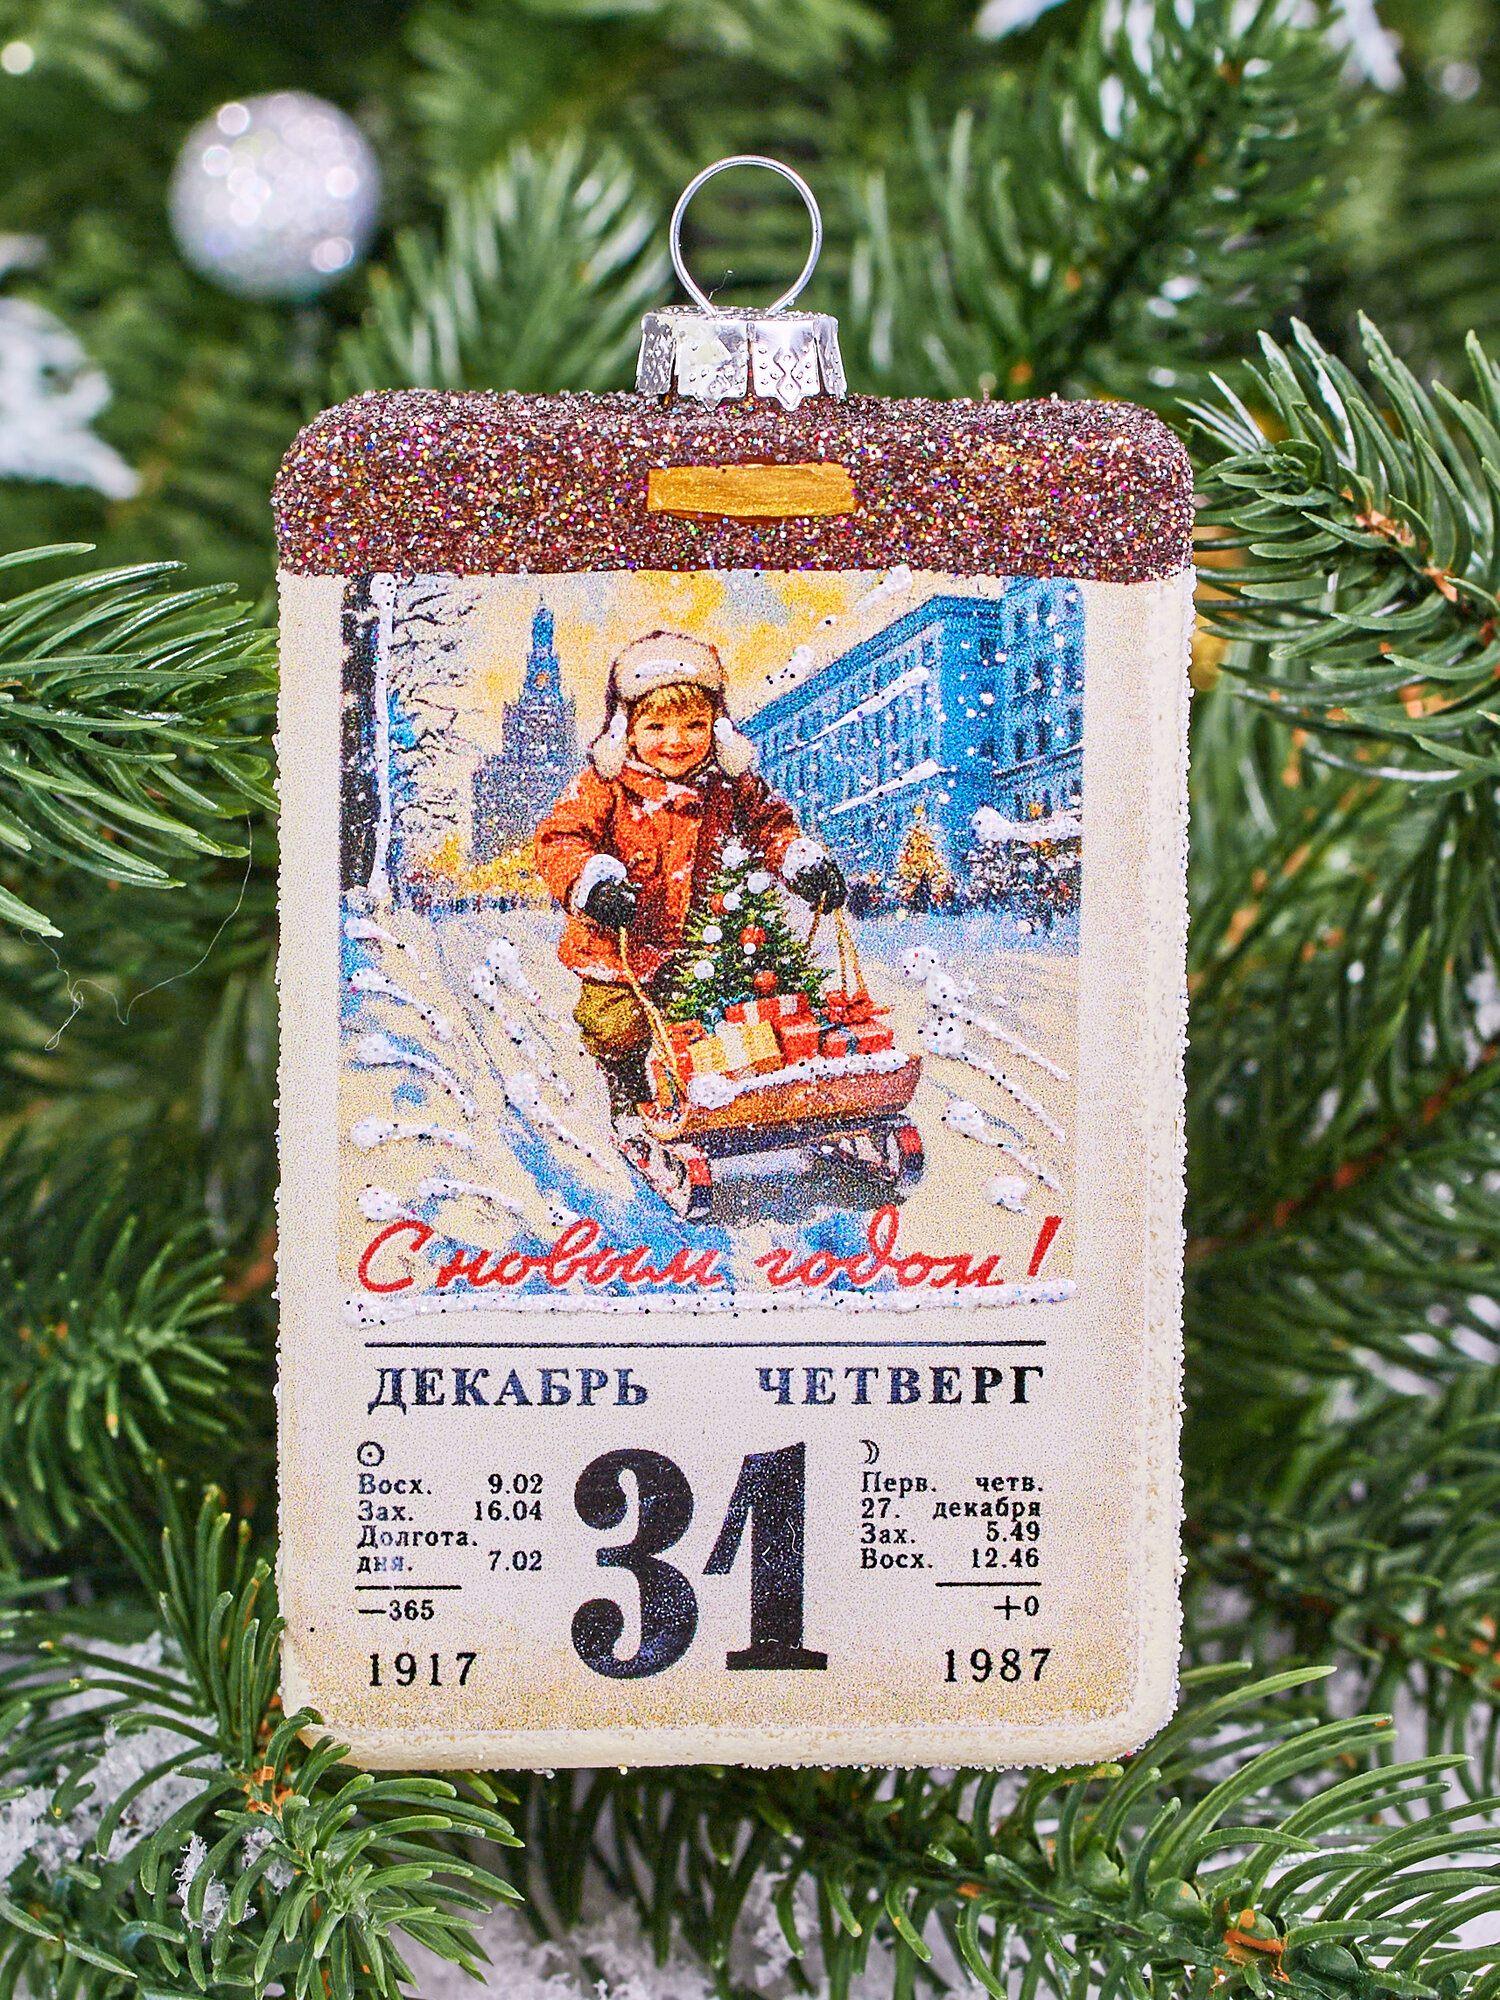 С новым годом!
ДЕКАБРЬ ЧЕТВЕРГ
Восх. 9.02
Зах. 16.04
Долгота.
дня. 7.02
—365
1917
31
Перв. четв.
27. декабря
Зах. 5.49
Восх. 12.46
+0
1987